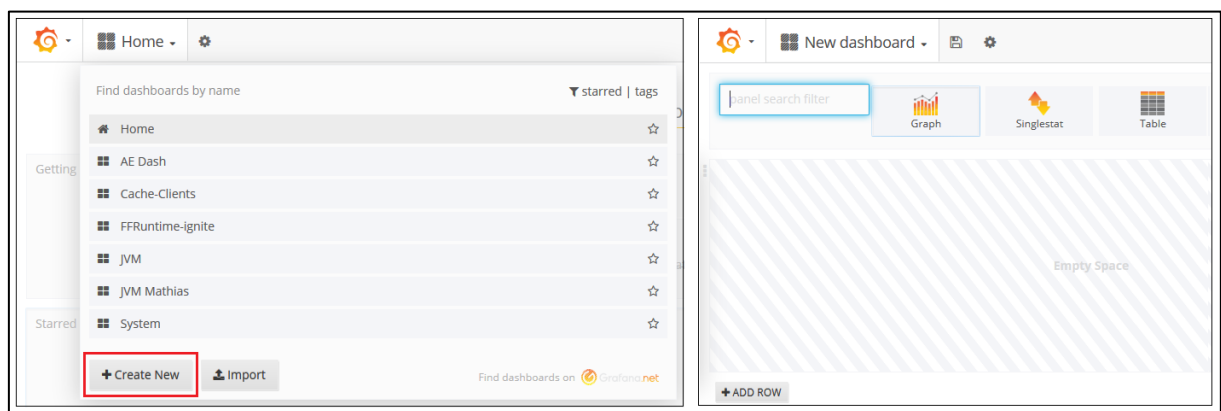 Home
Find dashboards by name
starred | tags
Home
AE Dash
Getting
Cache-Clients
FFRuntime-ignite
JVM
JVM Mathias
Starred
System
+ Create New
Import
Find dashboards on Grafana.net
New dashboard
panel search filter
Graph
Singlestat
Table
Empty Space
+ ADD ROW